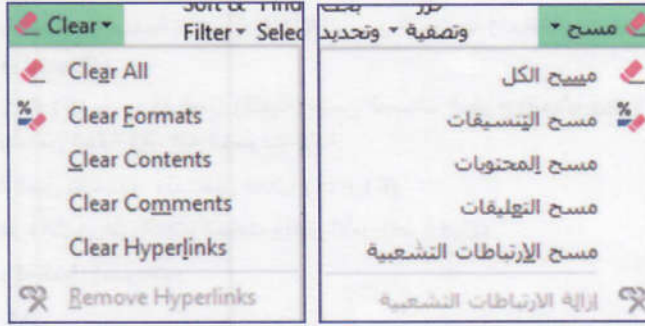 Clear
Filter Selec
Clear All
Clear Formats
Clear Contents
Clear Comments
Clear Hyperlinks
Remove Hyperlinks
مسح
وتصفية وتحديد
مسح الكل
مسح التنسيقات
مسح المحتويات
مسح التعليقات
مسح الارتباطات التشعبية
إزالة الارتباطات التشعبية